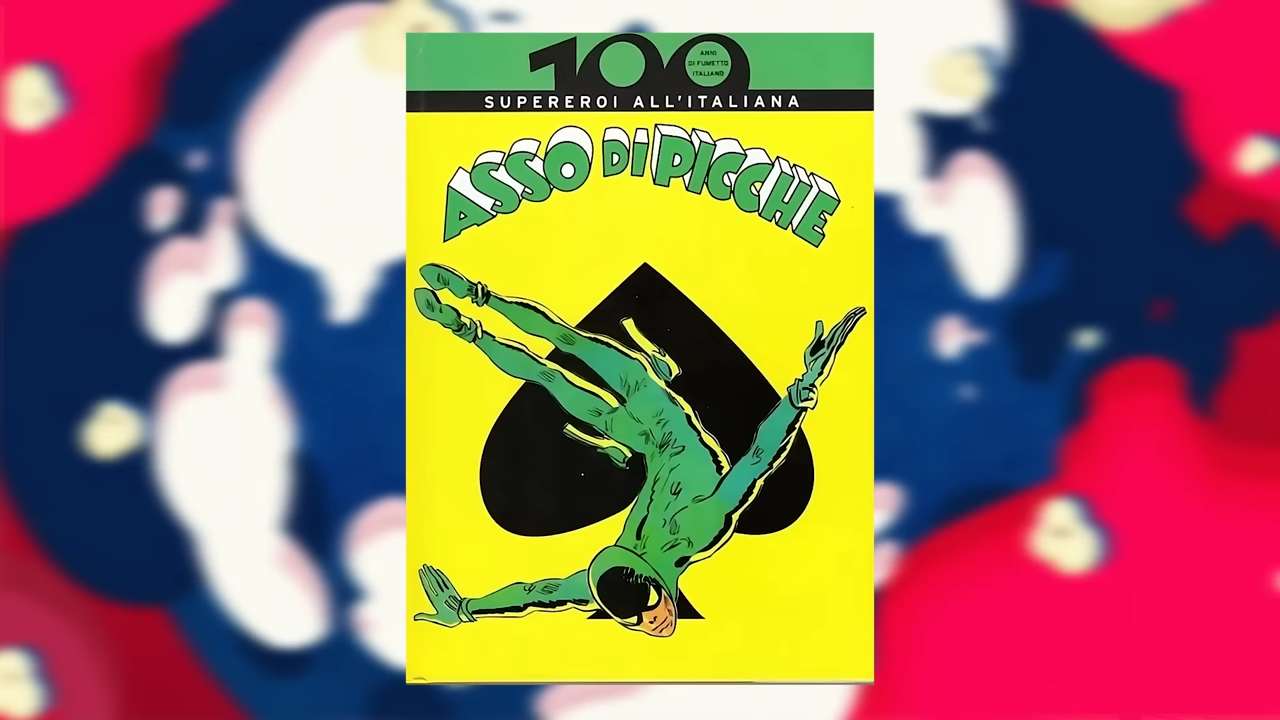 100
ANNI
DI FUMETTO
ITALIANO
SUPEREROI ALL'ITALIANA
ASSO DI PICCHE